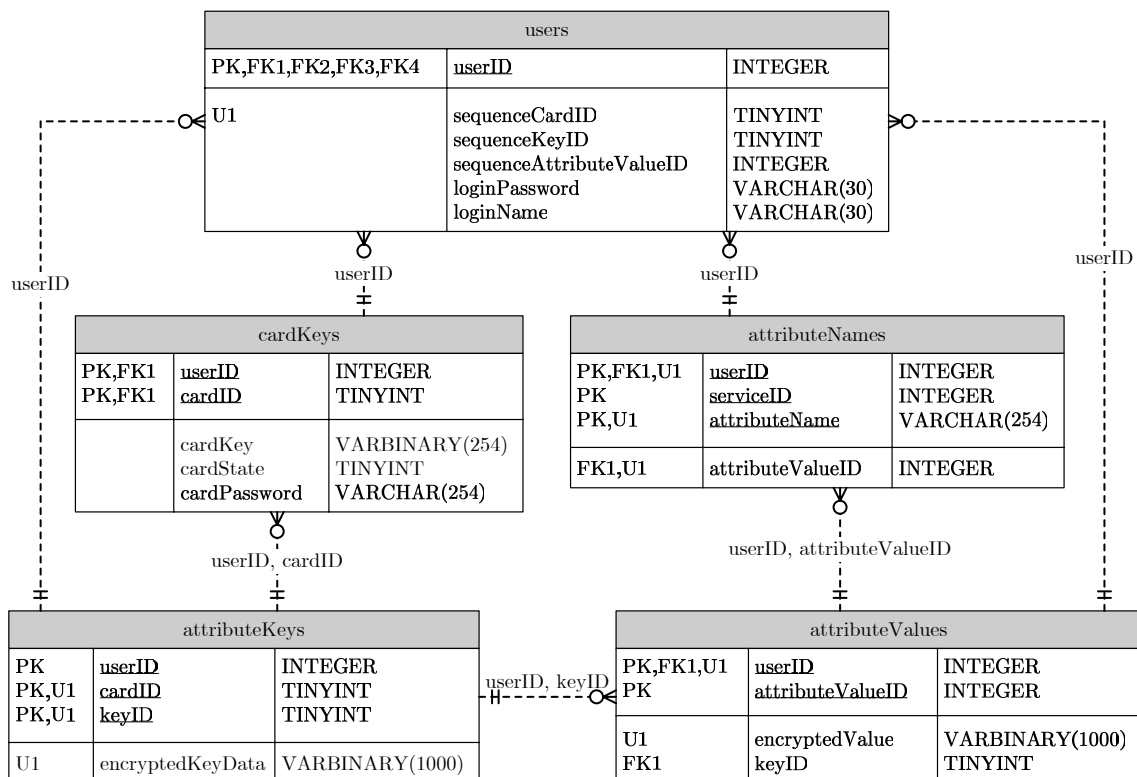 users
PK,FK1,FK2,FK3,FK4 userID INTEGER
U1 sequenceCardID TINYINT
sequenceKeyID TINYINT
sequenceAttributeValueID INTEGER
loginPassword VARCHAR(30)
loginName VARCHAR(30)
userID
userID
userID
userID
cardKeys
PK,FK1 userID INTEGER
PK,FK1 cardID TINYINT
cardKey VARBINARY(254)
cardState TINYINT
cardPassword VARCHAR(254)
attributeNames
PK,FK1,U1 userID INTEGER
PK serviceID INTEGER
PK,U1 attributeName VARCHAR(254)
FK1,U1 attributeValueID INTEGER
userID, cardID
userID, attributeValueID
attributeKeys
PK userID INTEGER
PK,U1 cardID TINYINT
PK,U1 keyID TINYINT
U1 encryptedKeyData VARBINARY(1000)
userID, keyID
attributeValues
PK,FK1,U1 userID INTEGER
PK attributeValueID INTEGER
U1 encryptedValue VARBINARY(1000)
FK1 keyID TINYINT